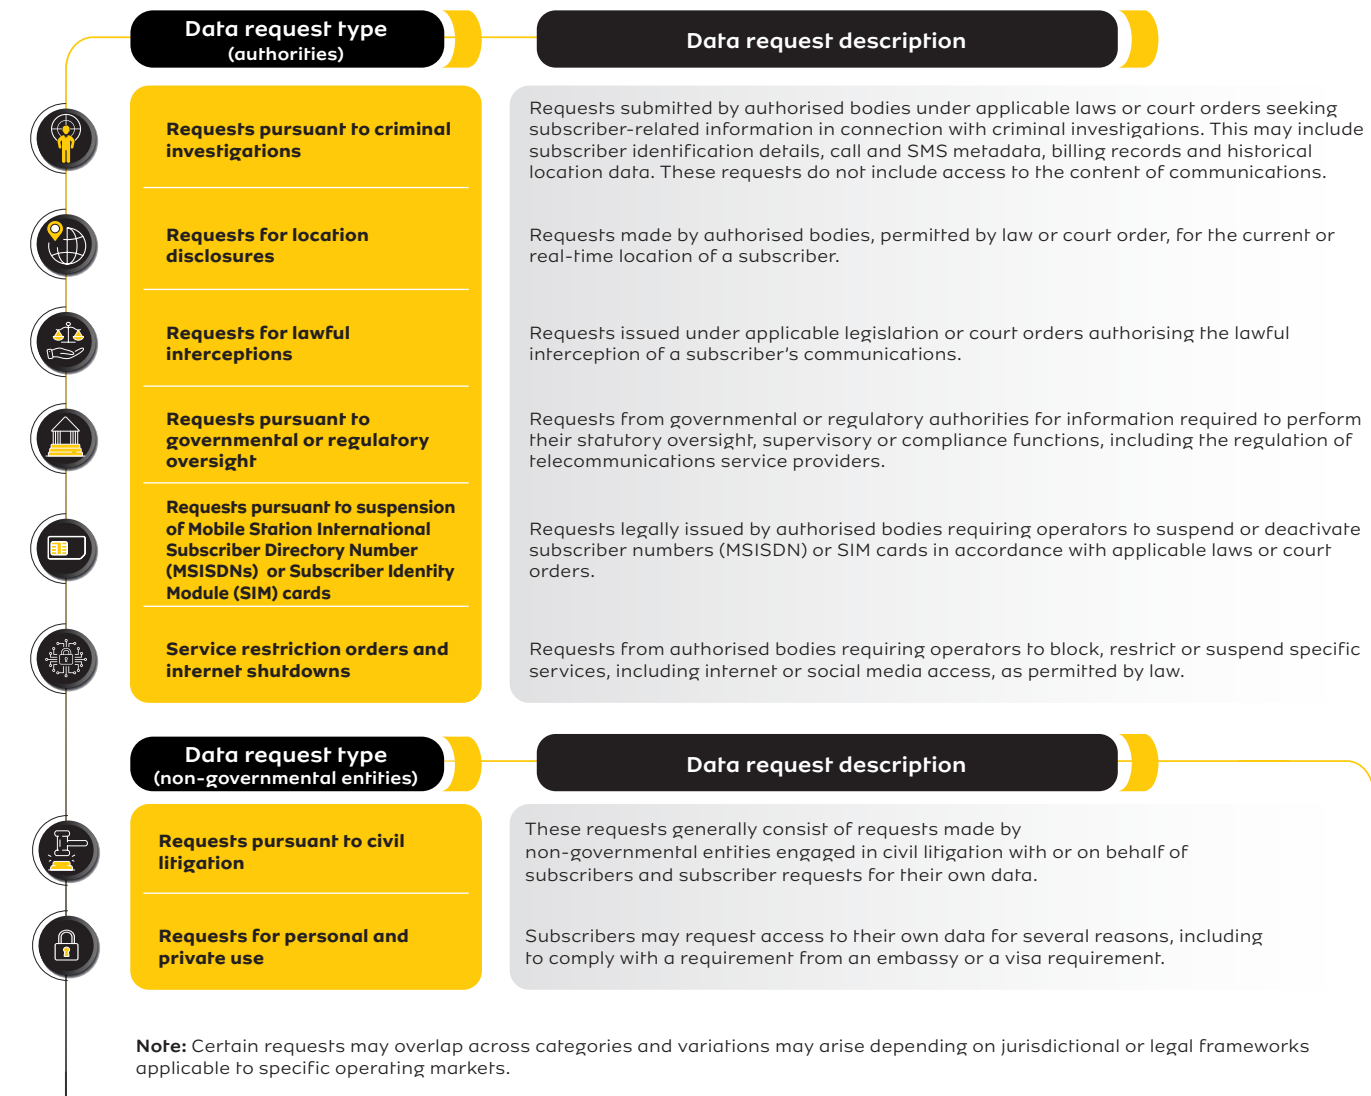 Data request type
(authorities)
Data request description
Requests pursuant to criminal
investigations
Requests submitted by authorised bodies under applicable laws or court orders seeking
subscriber-related information in connection with criminal investigations. This may include
subscriber identification details, call and SMS metadata, billing records and historical
location data. These requests do not include access to the content of communications.
Requests for location
disclosures
Requests made by authorised bodies, permitted by law or court order, for the current or
real-time location of a subscriber.
Requests for lawful
interceptions
Requests issued under applicable legislation or court orders authorising the lawful
interception of a subscriber's communications.
Requests pursuant to
governmental or regulatory
oversight
Requests from governmental or regulatory authorities for information required to perform
their statutory oversight, supervisory or compliance functions, including the regulation of
telecommunications service providers.
Requests pursuant to suspension
of Mobile Station International
Subscriber Directory Number
(MSISDNs) or Subscriber Identity
Module (SIM) cards
Requests legally issued by authorised bodies requiring operators to suspend or deactivate
subscriber numbers (MSISDN) or SIM cards in accordance with applicable laws or court
orders.
Service restriction orders and
internet shutdowns
Requests from authorised bodies requiring operators to block, restrict or suspend specific
services, including internet or social media access, as permitted by law.
Data request type
(non-governmental entities)
Data request description
Requests pursuant to civil
litigation
These requests generally consist of requests made by
non-governmental entities engaged in civil litigation with or on behalf of
subscribers and subscriber requests for their own data.
Requests for personal and
private use
Subscribers may request access to their own data for several reasons, including
to comply with a requirement from an embassy or a visa requirement.
Note: Certain requests may overlap across categories and variations may arise depending on jurisdictional or legal frameworks
applicable to specific operating markets.